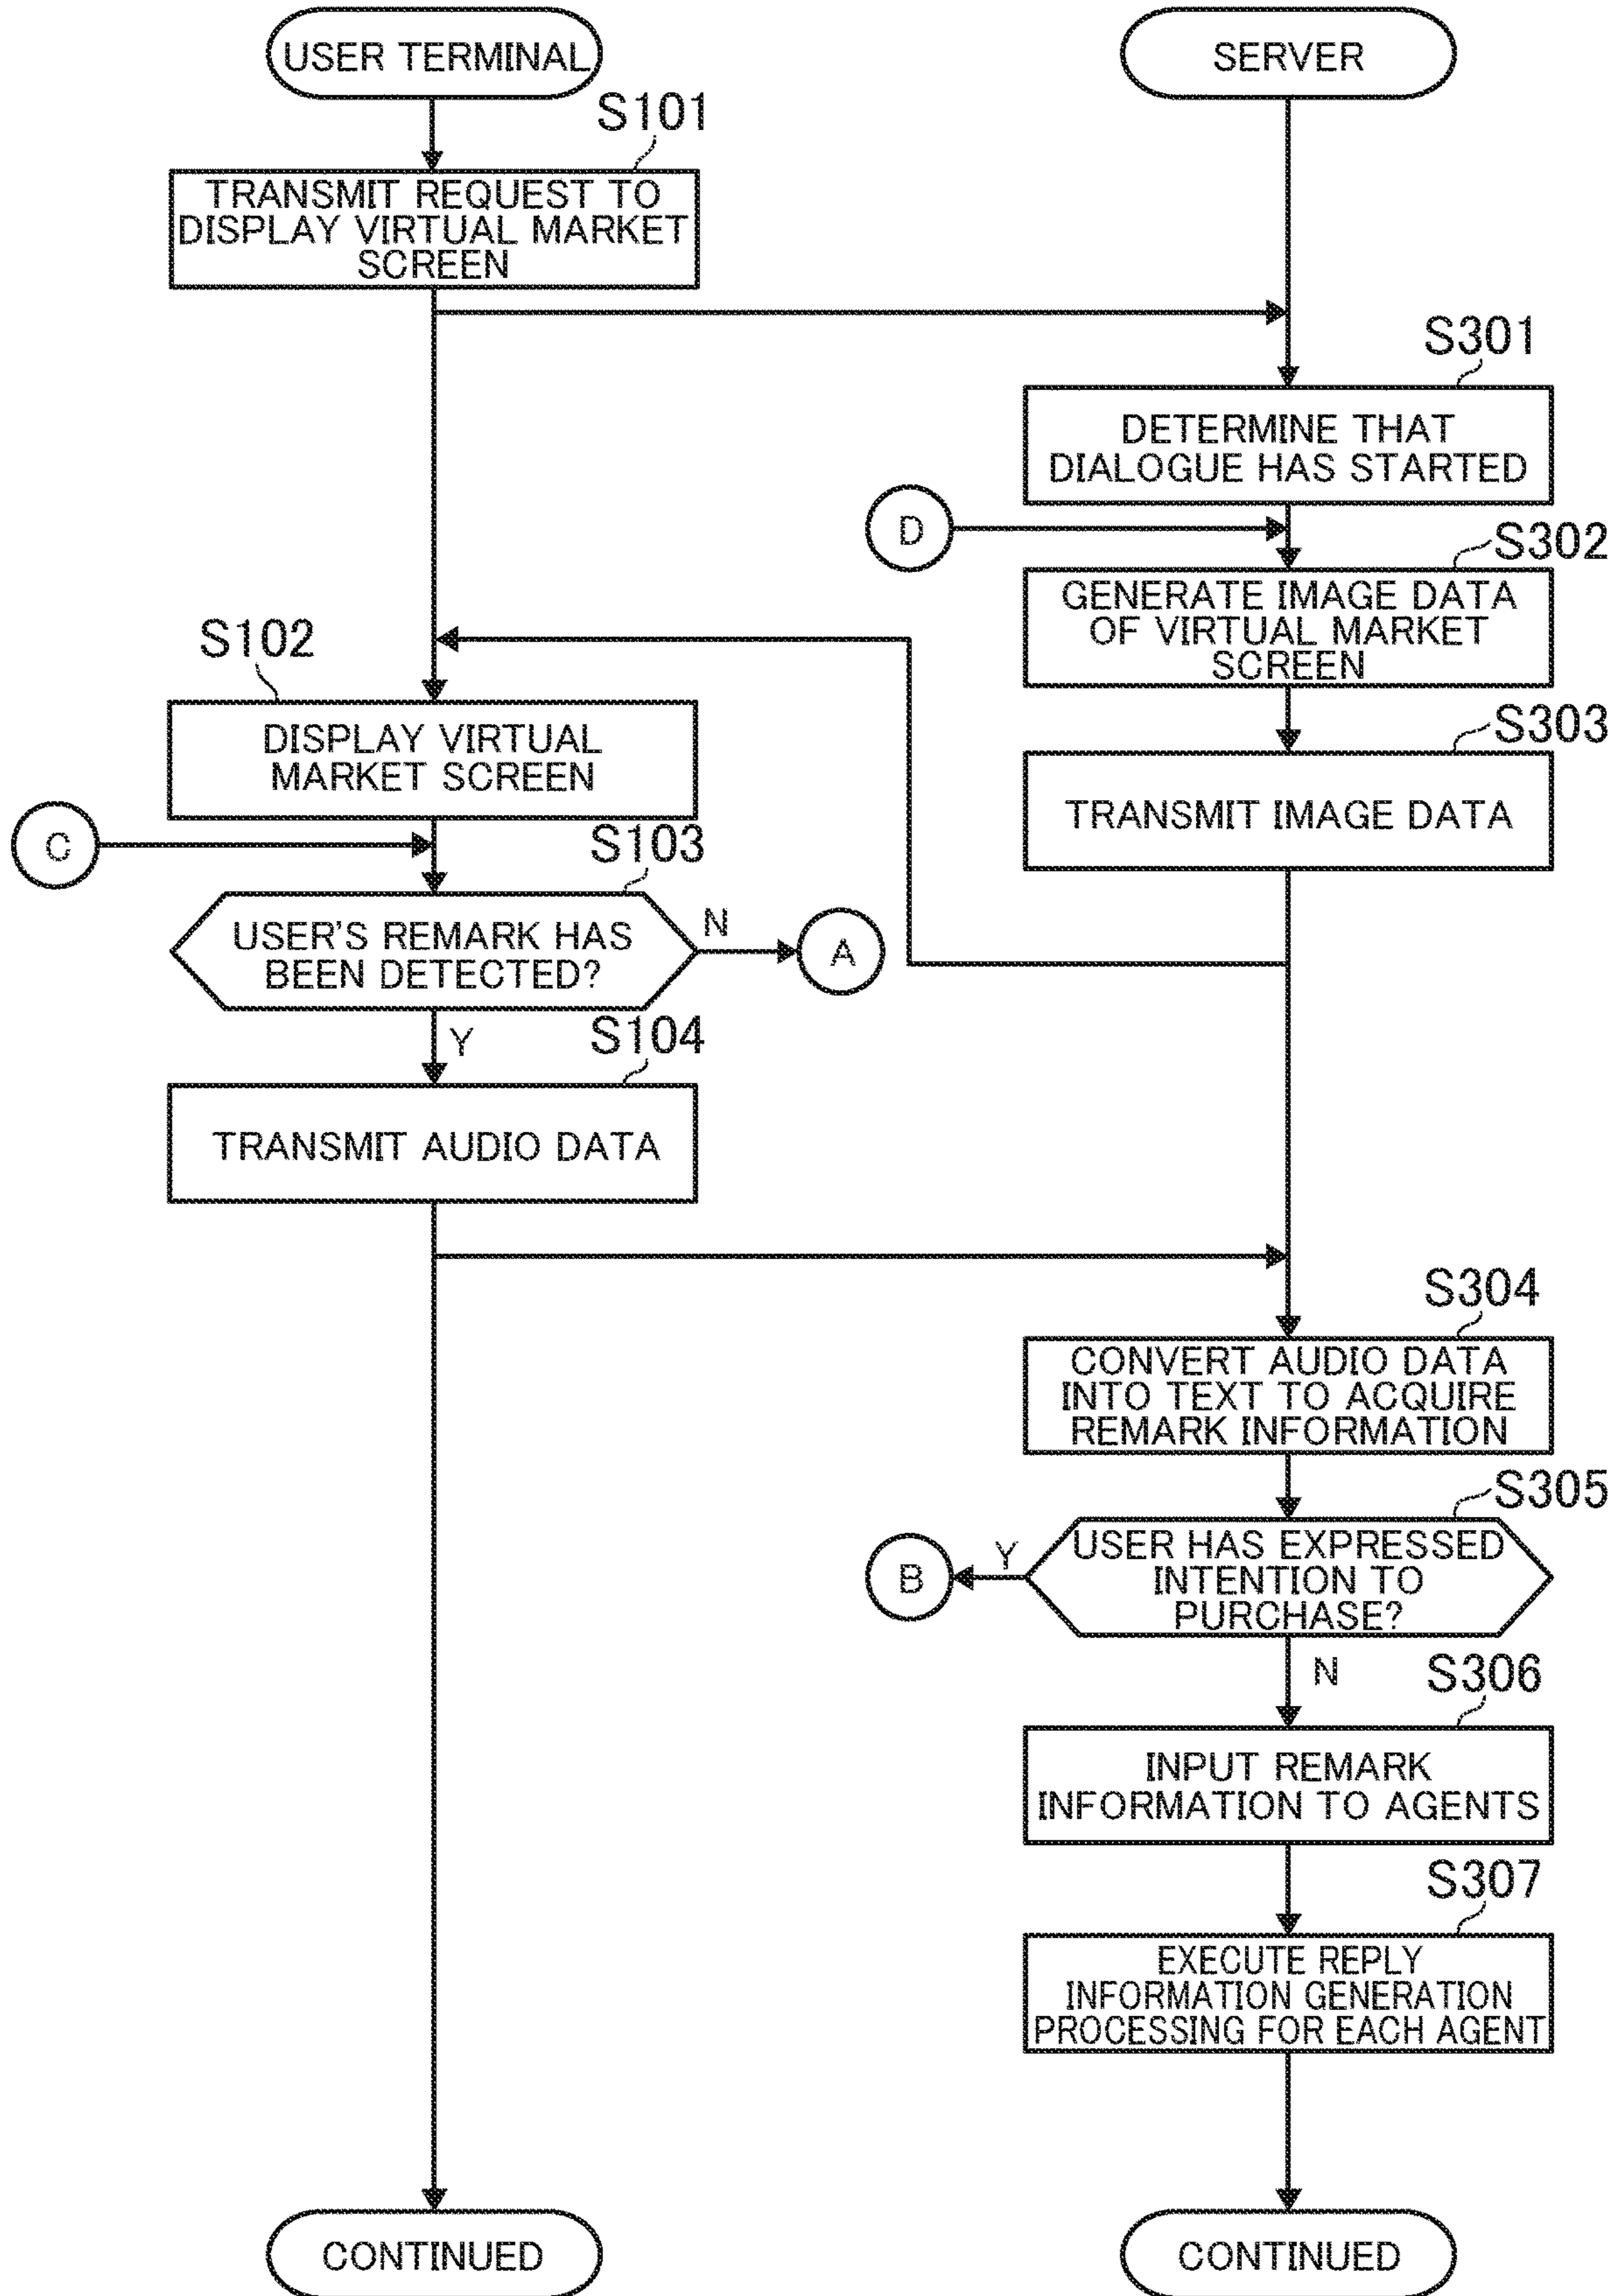 USER TERMINAL
SERVER
S101
TRANSMIT REQUEST TO
DISPLAY VIRTUAL MARKET
SCREEN
S301
DETERMINE THAT
DIALOGUE HAS STARTED
D
S302
GENERATE IMAGE DATA
OF VIRTUAL MARKET
SCREEN
S102
DISPLAY VIRTUAL
MARKET SCREEN
S303
TRANSMIT IMAGE DATA
C
S103
USER'S REMARK HAS
BEEN DETECTED?
N
A
Y
S104
TRANSMIT AUDIO DATA
S304
CONVERT AUDIO DATA
INTO TEXT TO ACQUIRE
REMARK INFORMATION
S305
USER HAS EXPRESSED
INTENTION TO
PURCHASE?
Y
B
N
S306
INPUT REMARK
INFORMATION TO AGENTS
S307
EXECUTE REPLY
INFORMATION GENERATION
PROCESSING FOR EACH AGENT
CONTINUED
CONTINUED